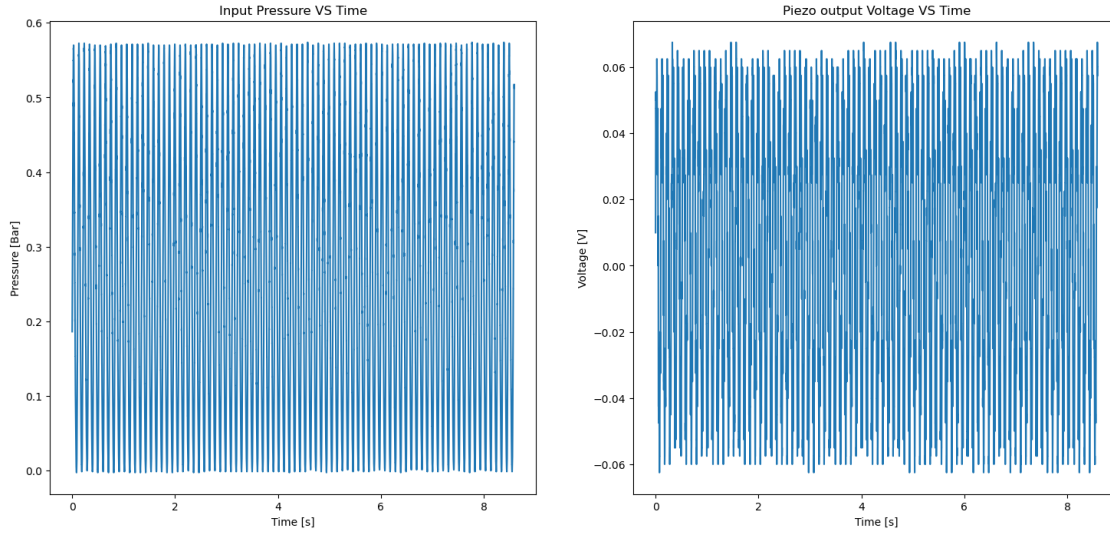 Input Pressure VS Time
Pressure [Bar]
0.6
0.5
0.4
0.3
0.2
0.1
0.0
0 2 4 6 8
Time [s]
Piezo output Voltage VS Time
Voltage [V]
0.06
0.04
0.02
0.00
−0.02
−0.04
−0.06
0 2 4 6 8
Time [s]